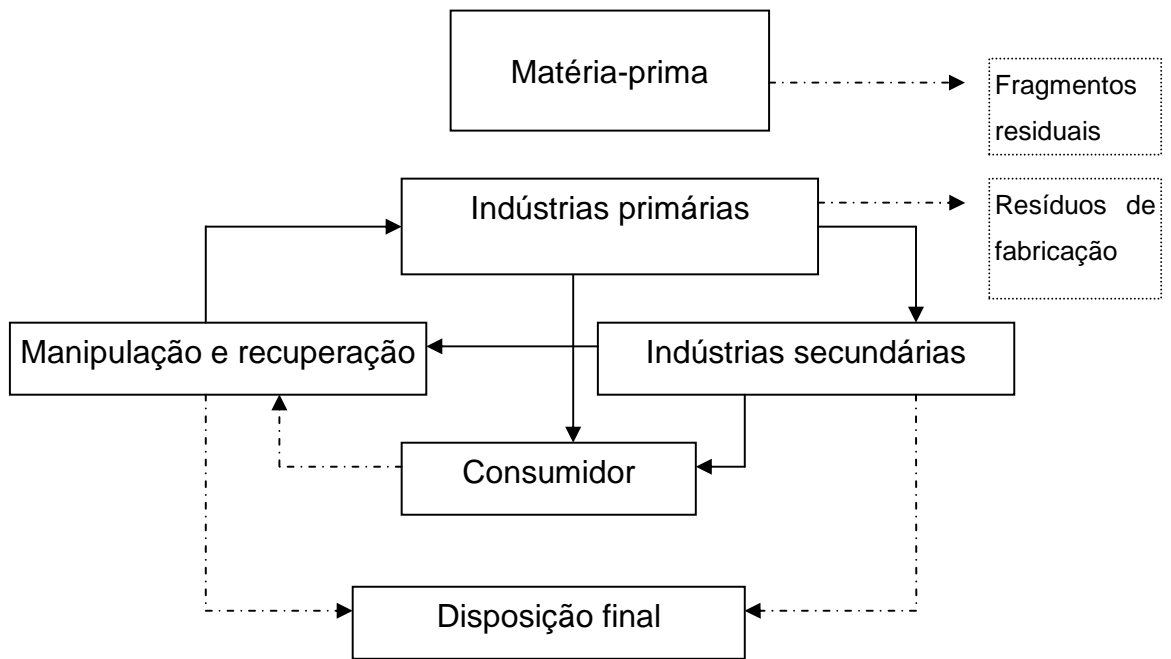 Matéria-prima
Fragmentos
residuais
Indústrias primárias
Resíduos de
fabricação
Manipulação e recuperação
Indústrias secundárias
Consumidor
Disposição final